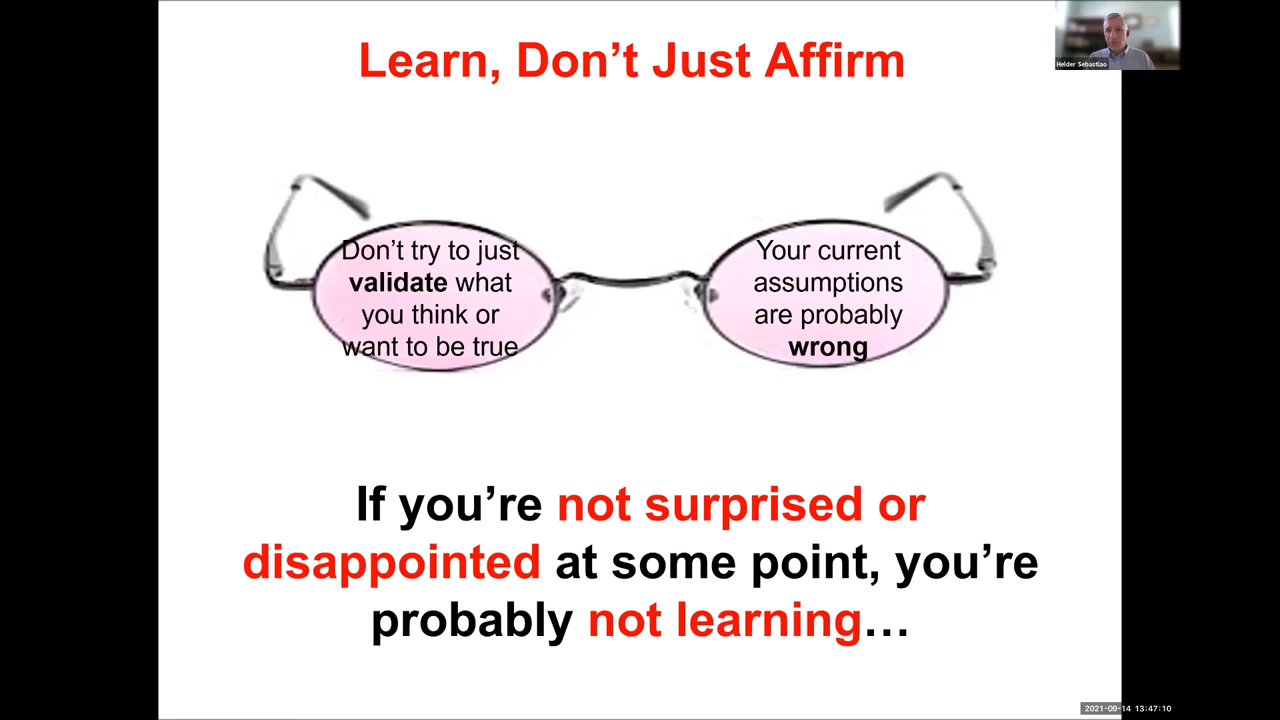 Learn, Don’t Just Affirm
Helder Sebastiao
Don’t try to just
validate what
you think or
want to be true
Your current
assumptions
are probably
wrong
If you’re not surprised or
disappointed at some point, you’re
probably not learning…
2021-09-14 13:47:10